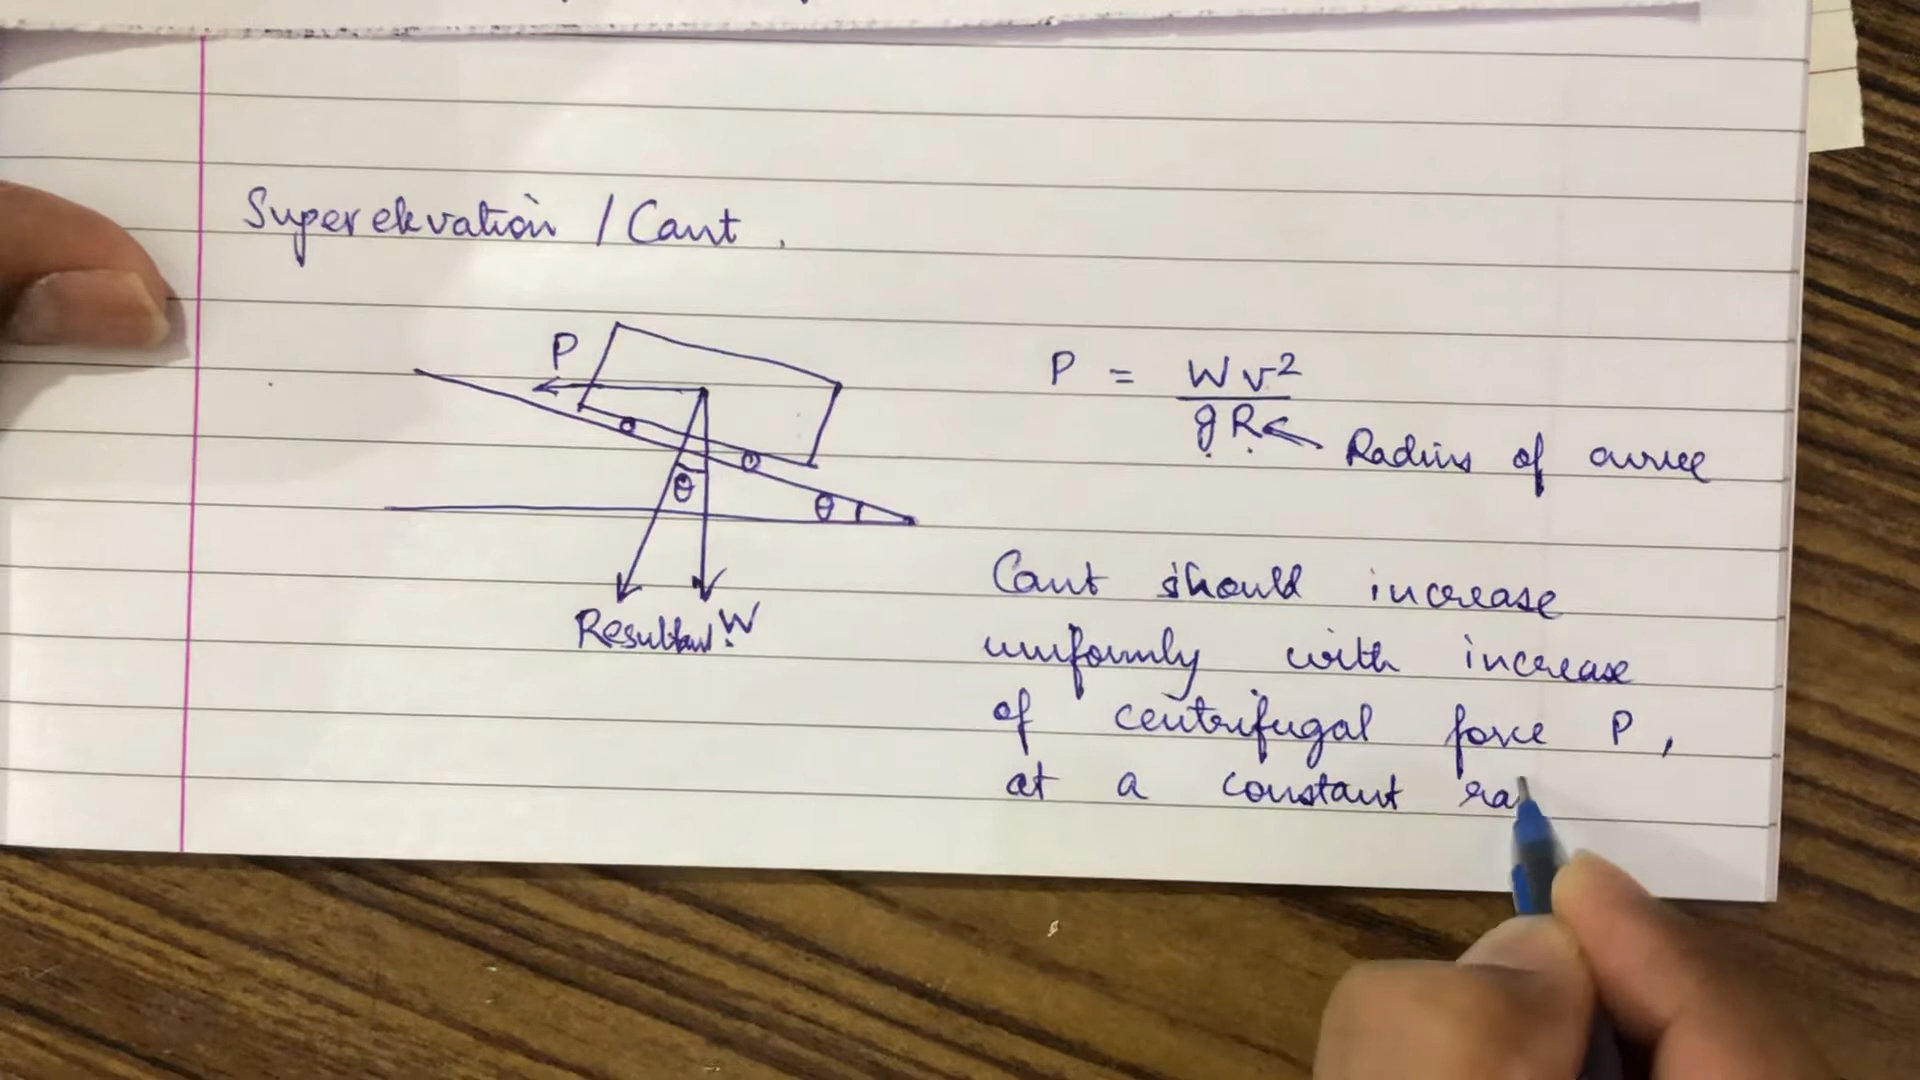 Superelevation / Cant.
P
θ
θ
Resultant W
P = Wv²
gR ← Radius of curve
Cant should increase
uniformly with increase
of centrifugal force P,
at a constant ra